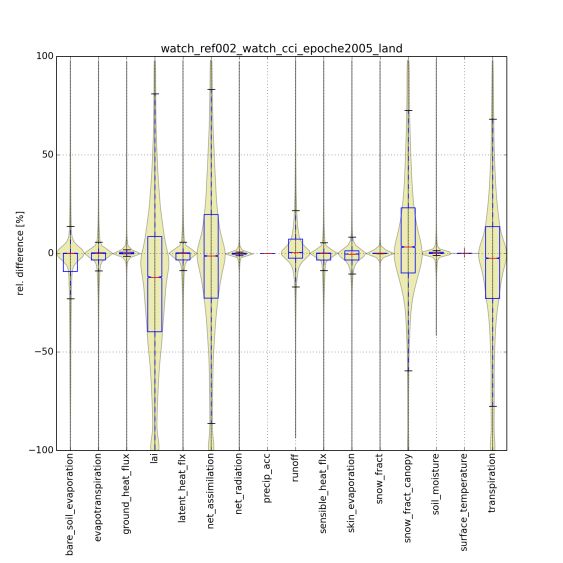 watch_ref002_watch_cci_epoche2005_land
100
50
0
−50
−100
rel. difference [%]
bare_soil_evaporation
evapotranspiration
ground_heat_flux
lai
latent_heat_flx
net_assimilation
net_radiation
precip_acc
runoff
sensible_heat_flx
skin_evaporation
snow_fract
snow_fract_canopy
soil_moisture
surface_temperature
transpiration